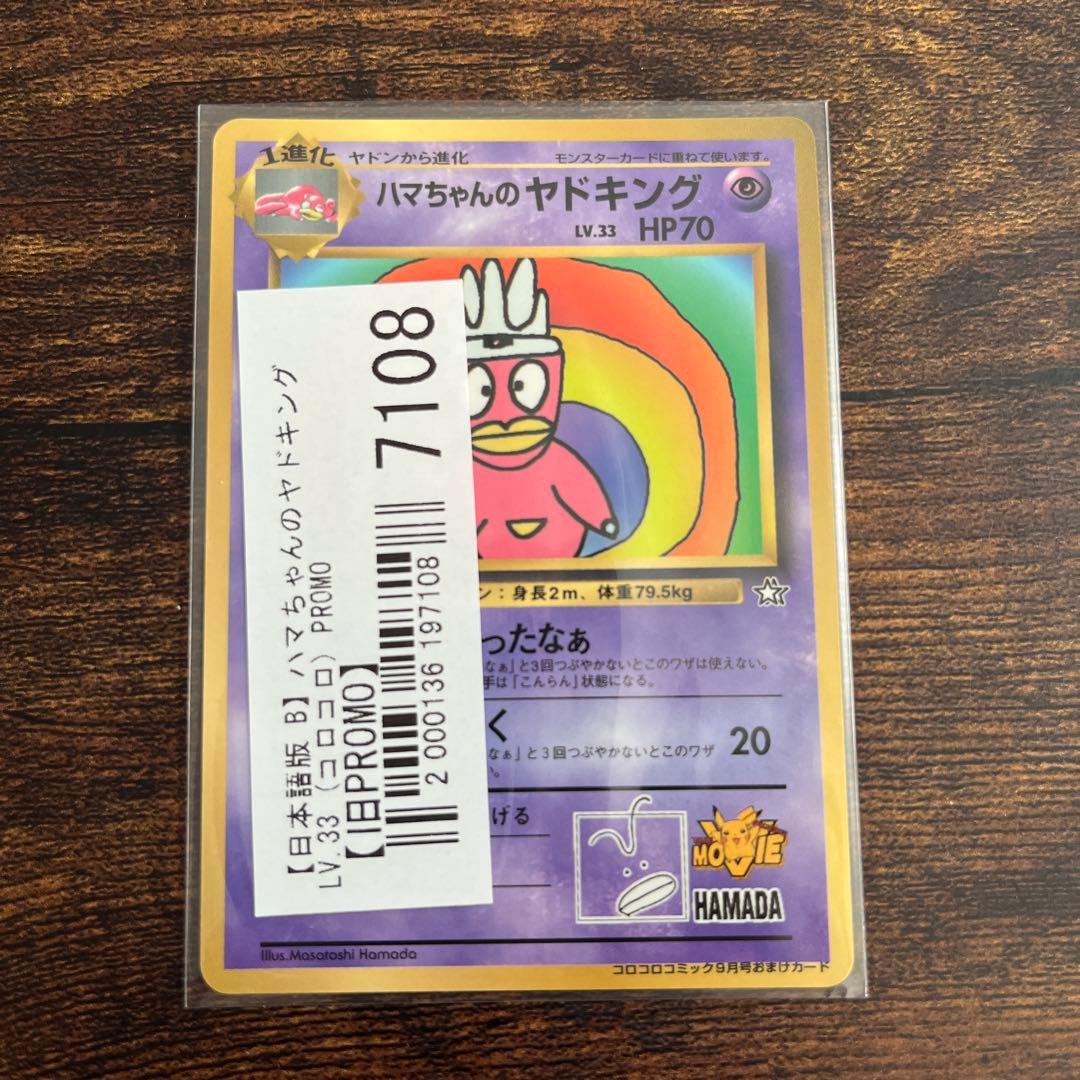 1進化 ヤドンから進化 モンスターカードに重ねて使います。
ハマちゃんのヤドキング
LV.33 HP70
【日本語版 B】ハマちゃんのヤドキング
LV.33（コロコロ）PROMO
【旧PROMO】
2 000136 197108
7108
ン：身長2m、体重79.5kg
ったなぁ
なぁ」と3回つぶやかないとこのワザは使えない。
手は「こんらん」状態になる。
く
20
なぁ」と3回つぶやかないとこのワザ
い。
げる
MOVIE
HAMADA
Illus.Masatoshi Hamada
コロコロコミック9月号おまけカード